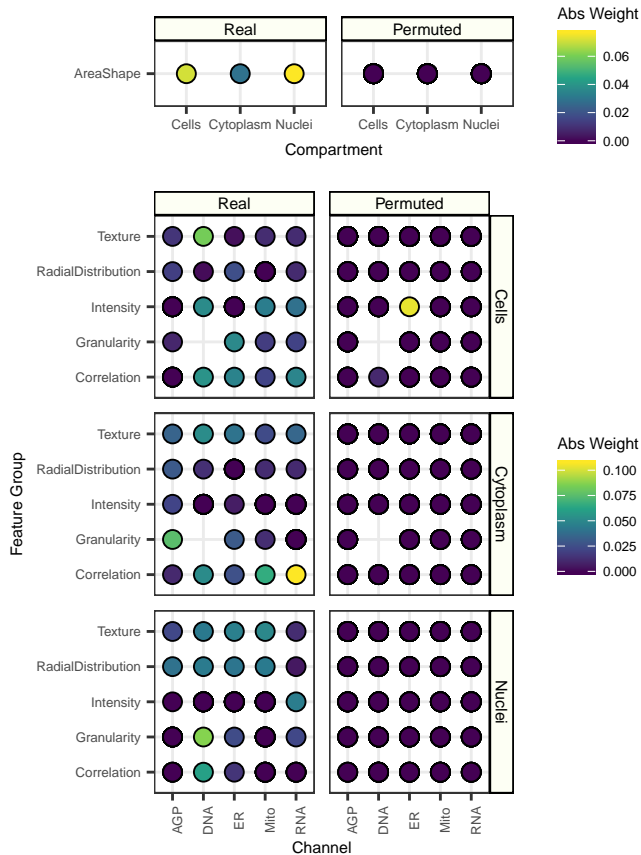 Real
Permuted
AreaShape
Cells
Cytoplasm
Nuclei
Cells
Cytoplasm
Nuclei
Compartment
Abs Weight
0.06
0.04
0.02
0.00
Real
Permuted
Feature Group
Texture
RadialDistribution
Intensity
Granularity
Correlation
Cells
Texture
RadialDistribution
Intensity
Granularity
Correlation
Cytoplasm
Texture
RadialDistribution
Intensity
Granularity
Correlation
Nuclei
AGP
DNA
ER
Mito
RNA
AGP
DNA
ER
Mito
RNA
Channel
Abs Weight
0.100
0.075
0.050
0.025
0.000